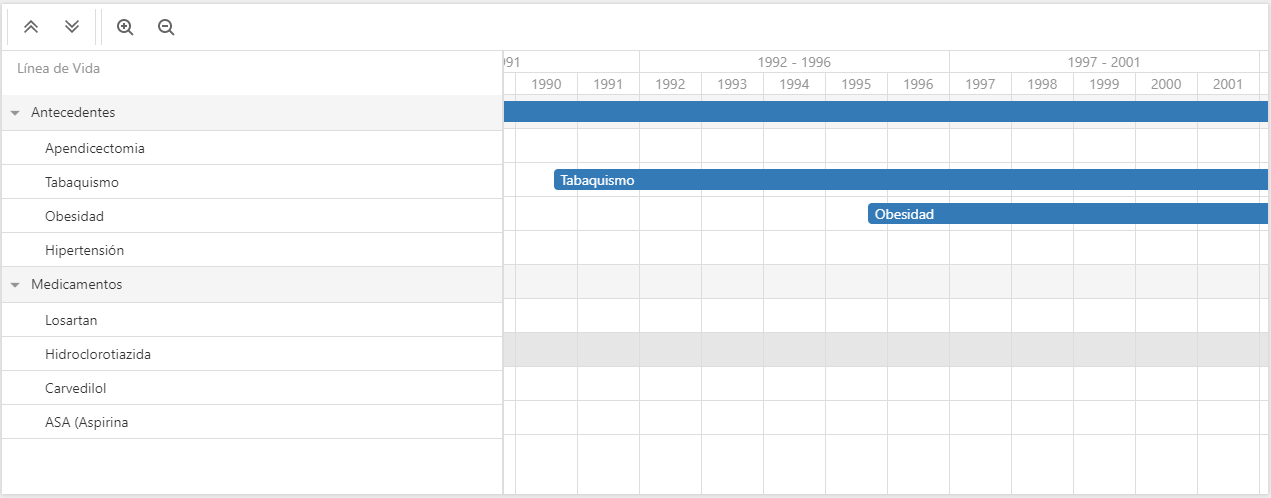 Línea de Vida
91 1992 - 1996 1997 - 2001
1990 1991 1992 1993 1994 1995 1996 1997 1998 1999 2000 2001
Antecedentes
Apendicectomia
Tabaquismo Tabaquismo
Obesidad Obesidad
Hipertensión
Medicamentos
Losartan
Hidroclorotiazida
Carvedilol
ASA (Aspirina